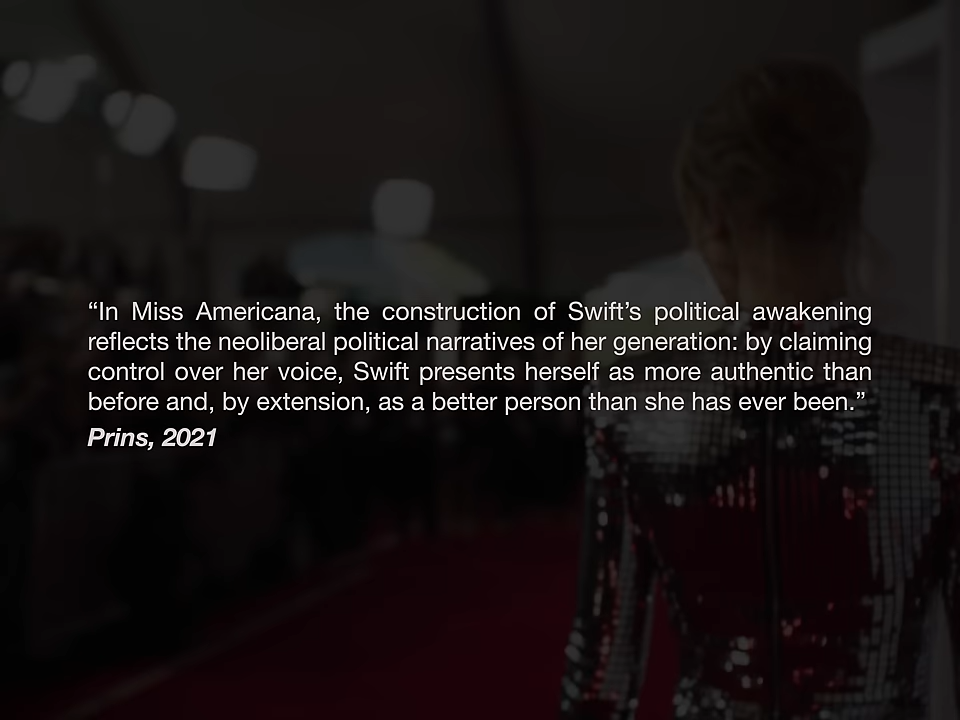 “In Miss Americana, the construction of Swift’s political awakening
reflects the neoliberal political narratives of her generation: by claiming
control over her voice, Swift presents herself as more authentic than
before and, by extension, as a better person than she has ever been.”
Prins, 2021